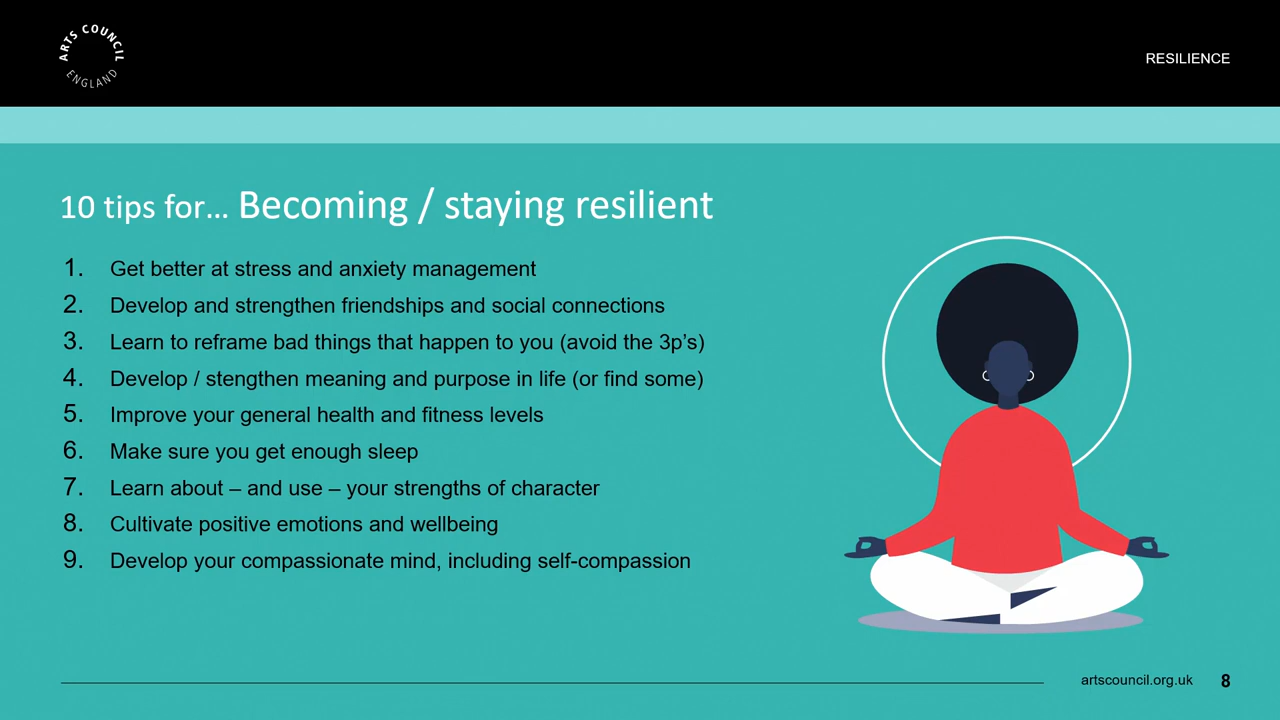 ARTS COUNCIL
ENGLAND
RESILIENCE
10 tips for... Becoming / staying resilient
1. Get better at stress and anxiety management
2. Develop and strengthen friendships and social connections
3. Learn to reframe bad things that happen to you (avoid the 3p’s)
4. Develop / stengthen meaning and purpose in life (or find some)
5. Improve your general health and fitness levels
6. Make sure you get enough sleep
7. Learn about – and use – your strengths of character
8. Cultivate positive emotions and wellbeing
9. Develop your compassionate mind, including self-compassion
artscouncil.org.uk 8